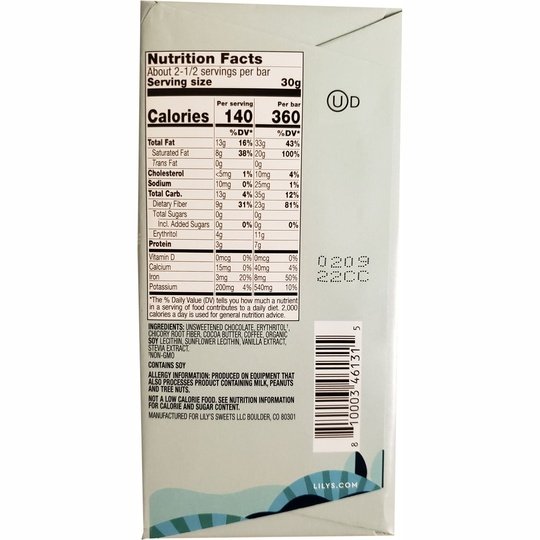 Nutrition Facts
About 2-1/2 servings per bar
Serving size 30g
Per serving Per bar
Calories 140 360
%DV* %DV*
Total Fat 13g 16% 33g 43%
Saturated Fat 8g 38% 20g 100%
Trans Fat 0g 0g
Cholesterol <5mg 1% 10mg 4%
Sodium 10mg 0% 25mg 1%
Total Carb. 13g 4% 35g 12%
Dietary Fiber 9g 31% 23g 81%
Total Sugars 0g 0g
Incl. Added Sugars 0g 0% 0g 0%
Erythritol 4g 11g
Protein 3g 7g
Vitamin D 0mcg 0% 0mcg 0%
Calcium 15mg 0% 40mg 4%
Iron 3mg 20% 8mg 50%
Potassium 200mg 4% 540mg 10%
*The % Daily Value (DV) tells you how much a nutrient
in a serving of food contributes to a daily diet. 2,000
calories a day is used for general nutrition advice.
INGREDIENTS: UNSWEETENED CHOCOLATE, ERYTHRITOL†,
CHICORY ROOT FIBER, COCOA BUTTER, COFFEE, ORGANIC
SOY LECITHIN, SUNFLOWER LECITHIN, VANILLA EXTRACT,
STEVIA EXTRACT.
†NON-GMO
CONTAINS SOY
ALLERGY INFORMATION: PRODUCED ON EQUIPMENT THAT
ALSO PROCESSES PRODUCT CONTAINING MILK, PEANUTS
AND TREE NUTS.
NOT A LOW CALORIE FOOD. SEE NUTRITION INFORMATION
FOR CALORIE AND SUGAR CONTENT.
MANUFACTURED FOR LILY'S SWEETS LLC BOULDER, CO 80301
U D
0209
22CC
8 10003 46131 5
LILYS.COM